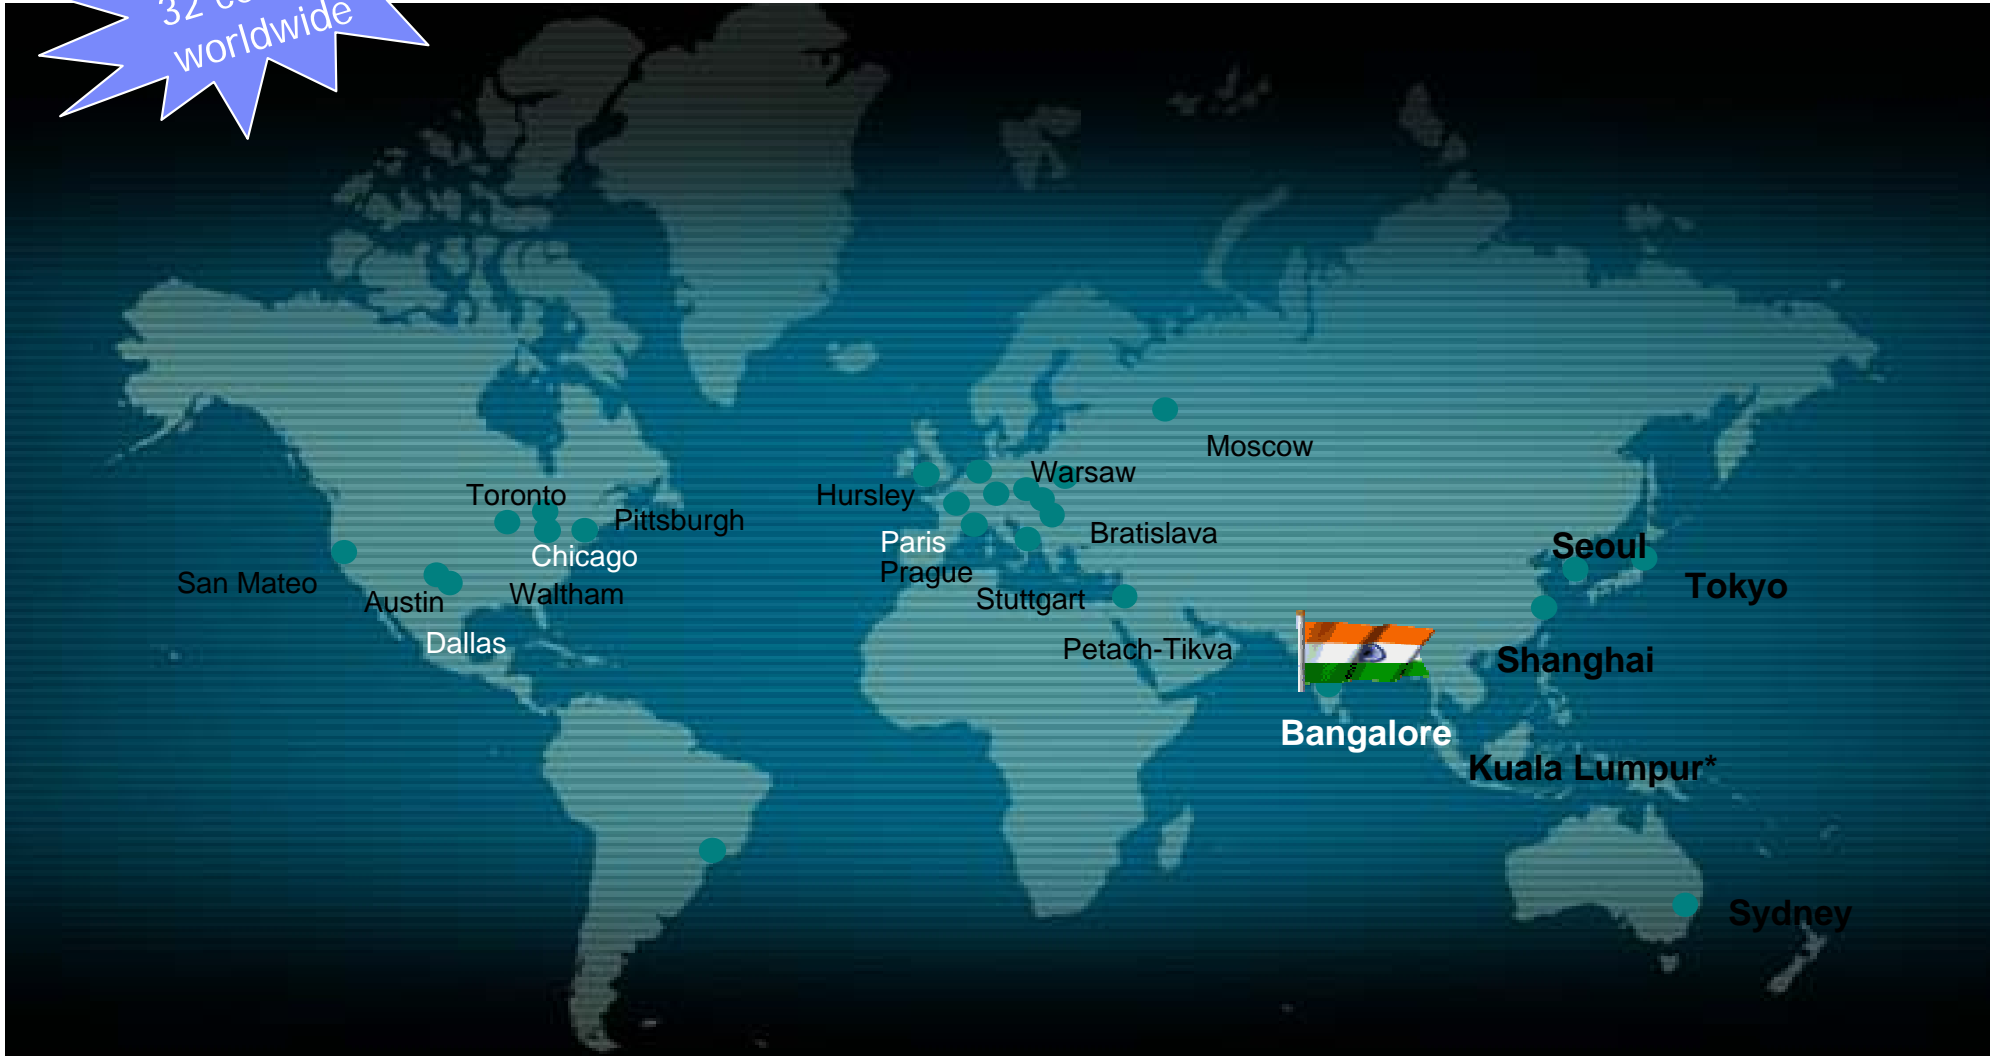 32
worldwide
Moscow
Warsaw
Toronto
Hursley
Pittsburgh
Bratislava
Paris
Chicago
Seoul
Prague
San Mateo
Tokyo
Waltham
Stuttgart
Austin
Dallas
Petach-Tikva
Shanghai
Bangalore
Kuala Lumpur*
Sydney